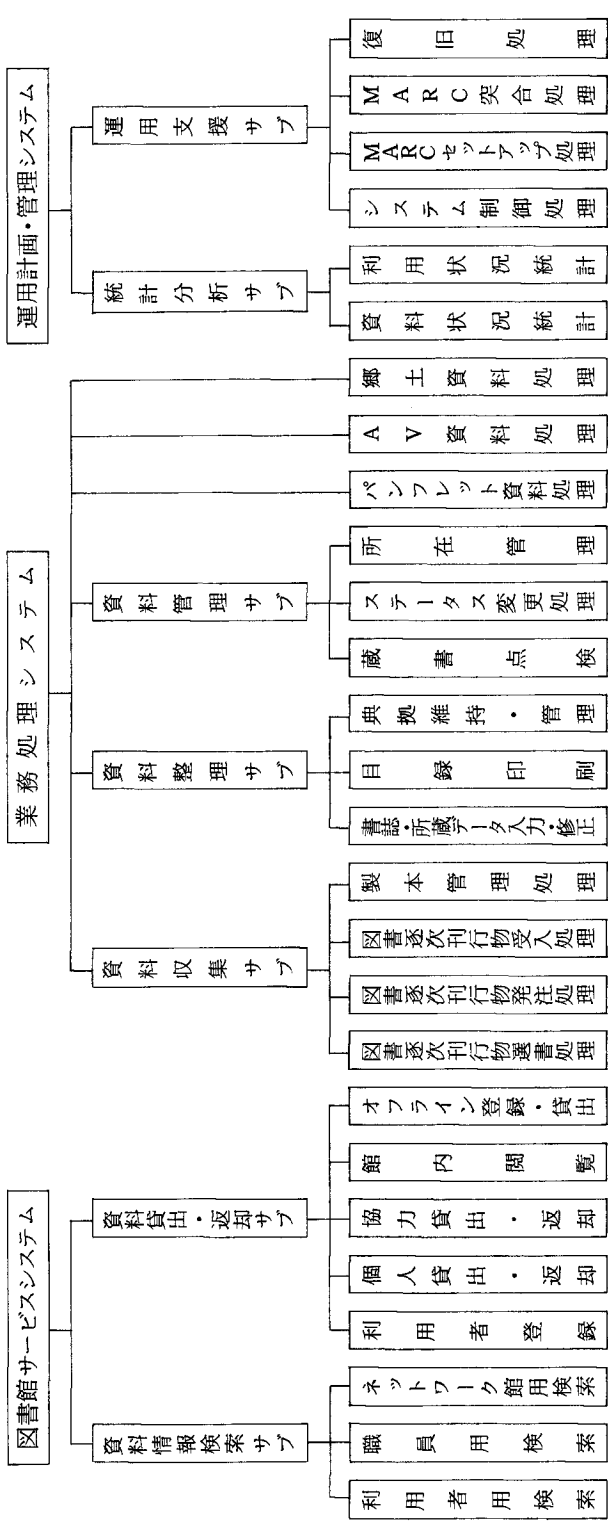 図書館サービスシステム
資料情報検索サブ
利用者用検索
職員用検索
ネットワーク館用検索
資料貸出・返却サブ
利用者登録
個人貸出・返却
協力貸出・返却
館内閲覧
オフライン登録・貸出
業務処理システム
資料収集サブ
図書逐次刊行物選書処理
図書逐次刊行物発注処理
図書逐次刊行物受入処理
製本管理処理
資料整理サブ
書誌・所蔵データ入力・修正
目録印刷
典拠維持・管理
資料管理サブ
蔵書点検
ステータス変更処理
所在管理
パンフレット資料処理
AV資料処理
郷土資料処理
運用計画・管理システム
統計分析サブ
資料状況統計
利用状況統計
運用支援サブ
システム制御処理
MARCセットアップ処理
MARC突合処理
復旧処理